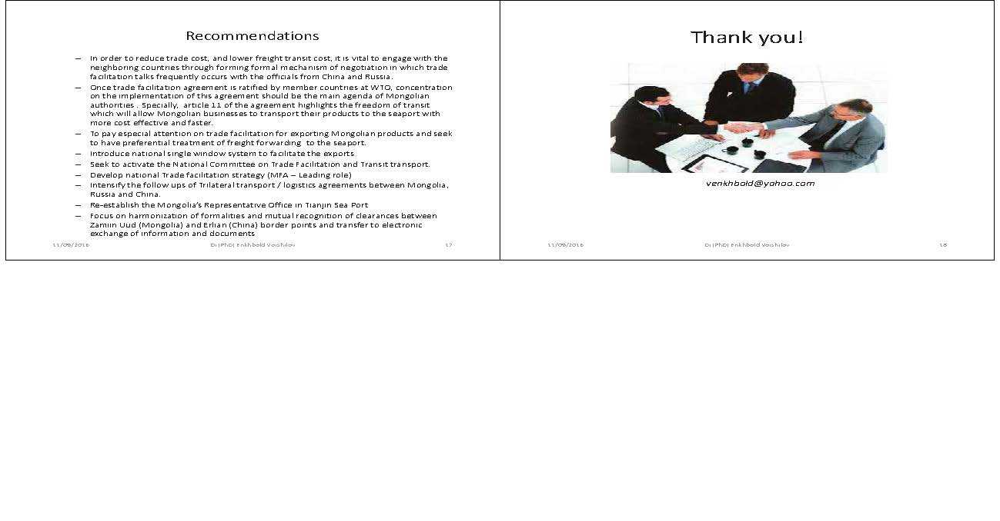 Recommendations
– In order to reduce trade cost, and lower freight transit cost, it is vital to engage with the
neighboring countries through forming formal mechanism of negotiation in which trade
facilitation talks frequently occurs with the officials from China and Russia.
– Once trade facilitation agreement is ratified by member countries at WTO, concentration
on the implementation of this agreement should be the main agenda of Mongolian
authorities . Specially, article 11 of the agreement highlights the freedom of transit
which will allow Mongolian businesses to transport their products to the seaport with
more cost effective and faster.
– To pay especial attention on trade facilitation for exporting Mongolian products and seek
to have preferential treatment of freight forwarding to the seaport.
– Introduce national single window system to facilitate the exports
– Seek to activate the National Committee on Trade Facilitation and Transit transport.
– Develop national Trade facilitation strategy (MFA – Leading role)
– Intensify the follow ups of Trilateral transport / logistics agreements between Mongolia,
Russia and China.
– Re-establish the Mongolia's Representative Office in Tianjin Sea Port
– Focus on harmonization of formalities and mutual recognition of clearances between
Zamiin Uud (Mongolia) and Erlian (China) border points and transfer to electronic
exchange of information and documents
11/09/2016 Dr(PhD) Enkhbold Vorshilov 17
Thank you!
venkhbold@yahoo.com
11/09/2016 Dr(PhD) Enkhbold Vorshilov 18